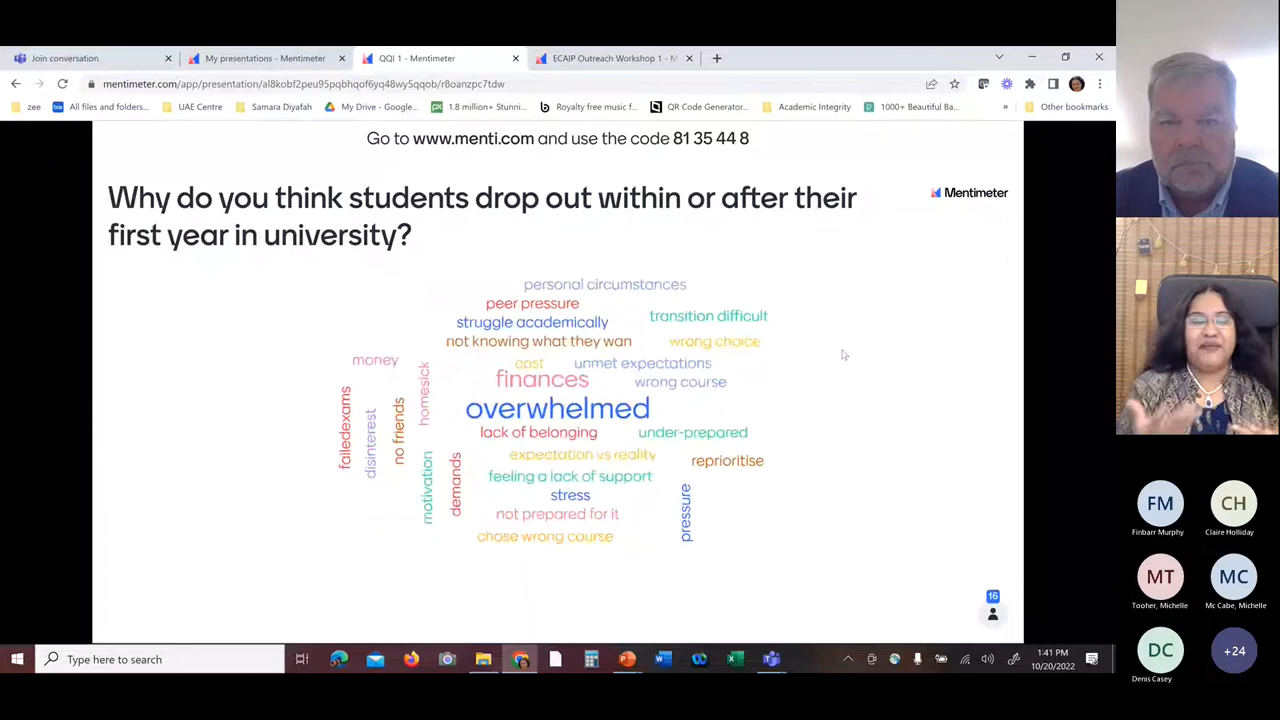 Join conversation
My presentations - Mentimeter
QQI 1 - Mentimeter
ECAIP Outreach Workshop 1 - M
mentimeter.com/app/presentation/al8kobf2peu95pqbhqof6yq48wy5qqob/r8oanzpc7tdw
zee
All files and folders...
UAE Centre
Samara Diyafah
My Drive - Google...
1.8 million+ Stunni...
Royalty free music f...
QR Code Generator...
Academic Integrity
1000+ Beautiful Ba...
»
Other bookmarks
Go to www.menti.com and use the code 81 35 44 8
Why do you think students drop out within or after their
first year in university?
Mentimeter
personal circumstances
peer pressure
transition difficult
struggle academically
not knowing what they wan
wrong choice
money
cost
unmet expectations
homesick
finances
wrong course
overwhelmed
failedexams
disinterest
no friends
lack of belonging
under-prepared
expectation vs reality
reprioritise
motivation
demands
feeling a lack of support
stress
pressure
not prepared for it
chose wrong course
16
Type here to search
1:41 PM
10/20/2022
FM
Finbarr Murphy
CH
Claire Holliday
MT
Tooher, Michelle
MC
Mc Cabe, Michelle
DC
Denis Casey
+24